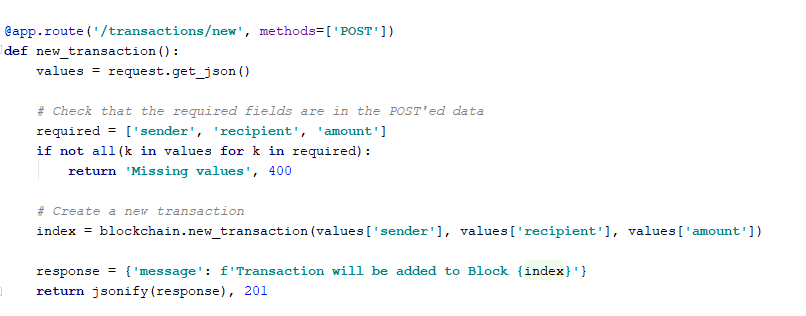 @app.route('/transactions/new', methods=['POST'])
def new_transaction():
    values = request.get_json()

    # Check that the required fields are in the POST'ed data
    required = ['sender', 'recipient', 'amount']
    if not all(k in values for k in required):
        return 'Missing values', 400

    # Create a new transaction
    index = blockchain.new_transaction(values['sender'], values['recipient'], values['amount'])

    response = {'message': f'Transaction will be added to Block {index}'}
    return jsonify(response), 201